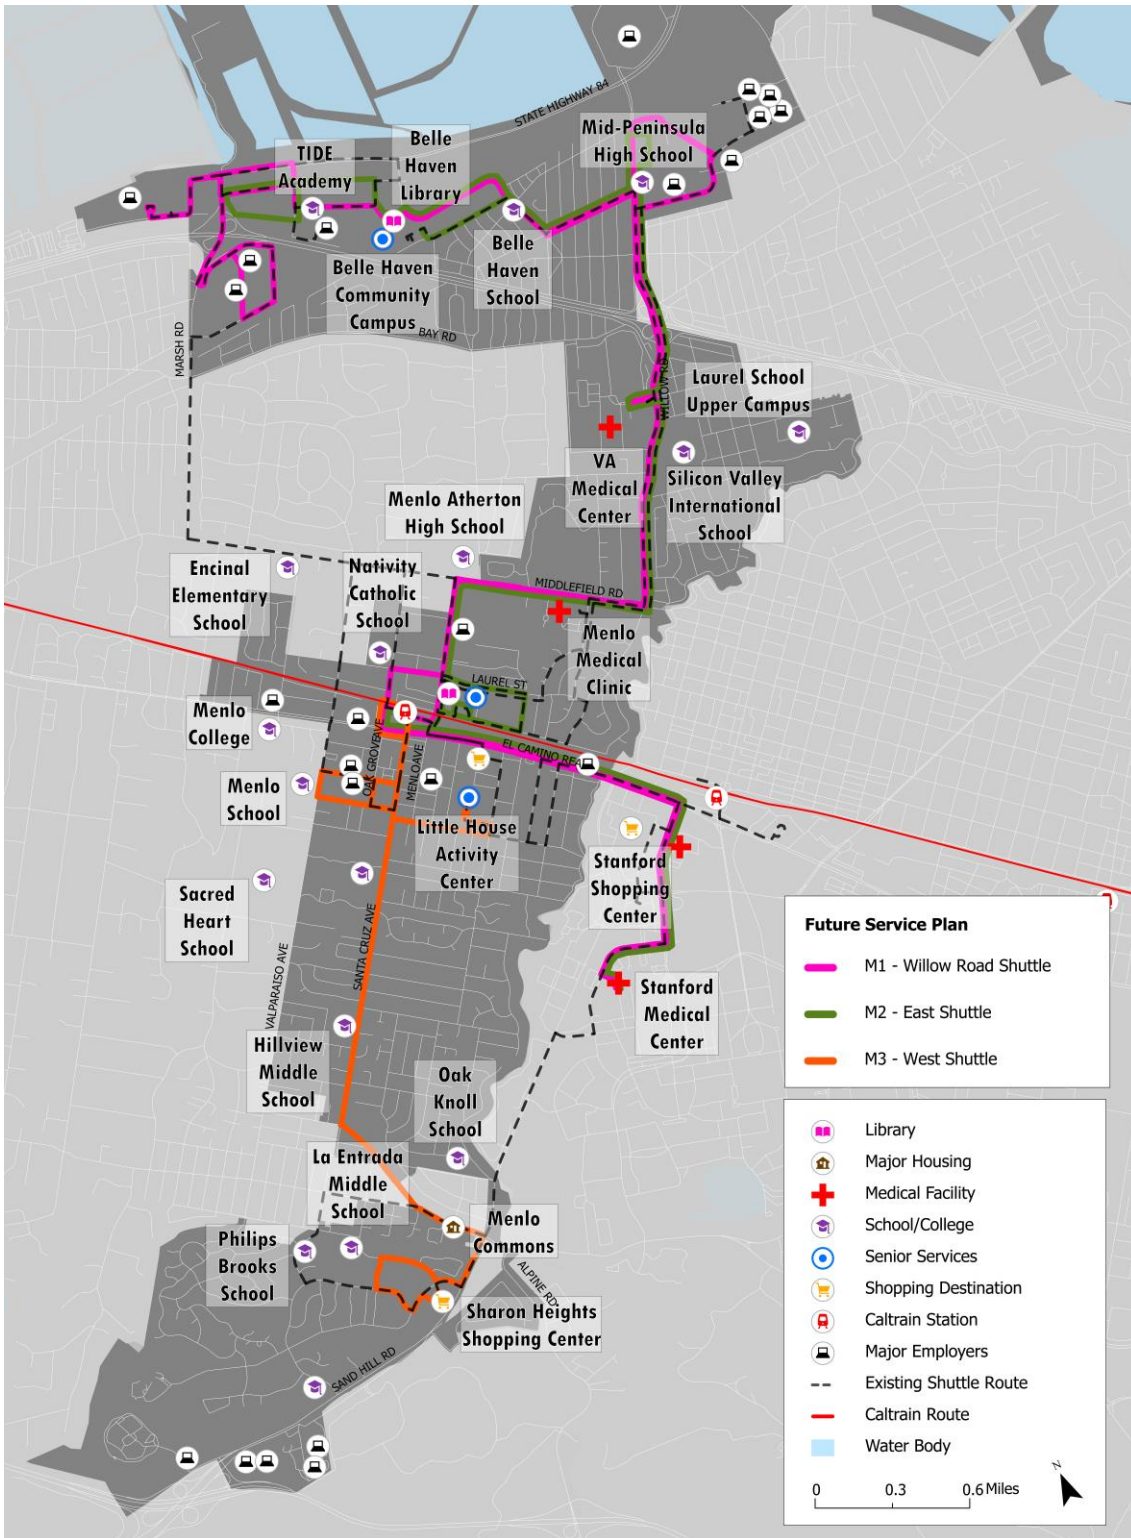 STATE HIGHWAY 84
Mid-Peninsula
High School
Belle
Haven
Library
TIDE
Academy
Belle
Haven
School
Belle Haven
Community
Campus
BAY RD
MARSH RD
WILLOW RD
Laurel School
Upper Campus
VA
Medical
Center
Silicon Valley
International
School
Menlo Atherton
High School
Encinal
Elementary
School
Nativity
Catholic
School
MIDDLEFIELD RD
Menlo
Medical
Clinic
LAUREL ST
Menlo
College
OAK GROVE AVE
MENLO AVE
EL CAMINO REA
Menlo
School
Little House
Activity
Center
Stanford
Shopping
Center
Sacred
Heart
School
SANTA CRUZ AVE
VALPARAISO AVE
Stanford
Medical
Center
Hillview
Middle
School
Oak
Knoll
School
La Entrada
Middle
School
Menlo
Commons
Philips
Brooks
School
ALPINE RD
Sharon Heights
Shopping Center
SAND HILL RD
Future Service Plan
M1 - Willow Road Shuttle
M2 - East Shuttle
M3 - West Shuttle
Library
Major Housing
Medical Facility
School/College
Senior Services
Shopping Destination
Caltrain Station
Major Employers
Existing Shuttle Route
Caltrain Route
Water Body
0 0.3 0.6 Miles
N